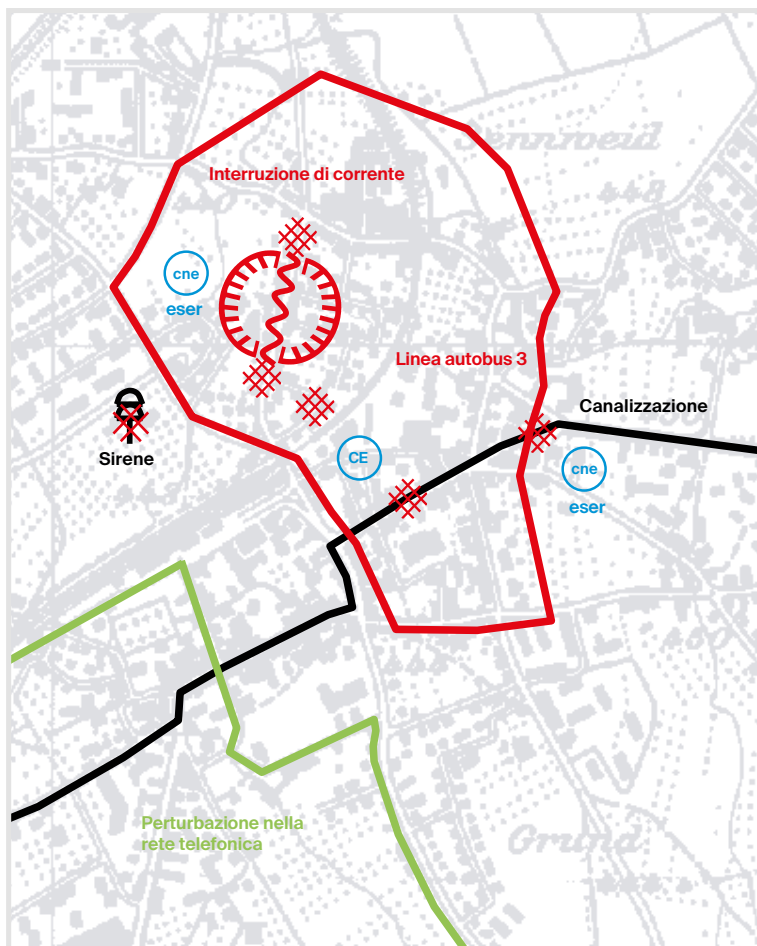 Interruzione di corrente
cne
eser
Linea autobus 3
Canalizzazione
Sirene
CE
cne
eser
Perturbazione nella
rete telefonica